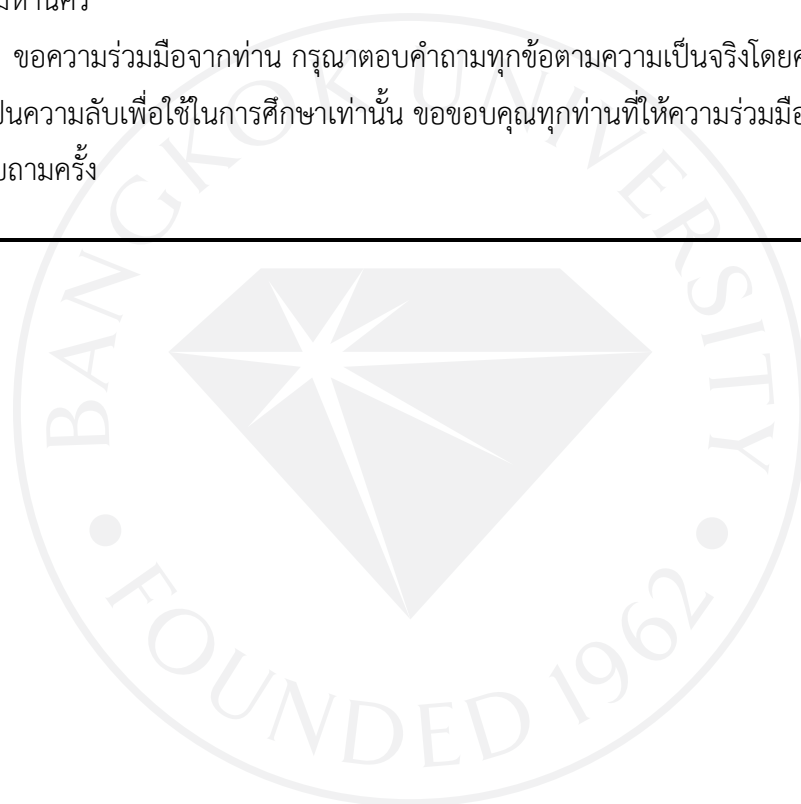 ขอความร่วมมือจากท่าน กรุณาตอบคำถามทุกข้อตามความเป็นจริงโดย
ป็นความลับเพื่อใช้ในการศึกษาเท่านั้น ขอขอบคุณทุกท่านที่ให้ความร่วมมือ
บถามครั้ง
BANGKOK UNIVERSITY
FOUNDED 1962